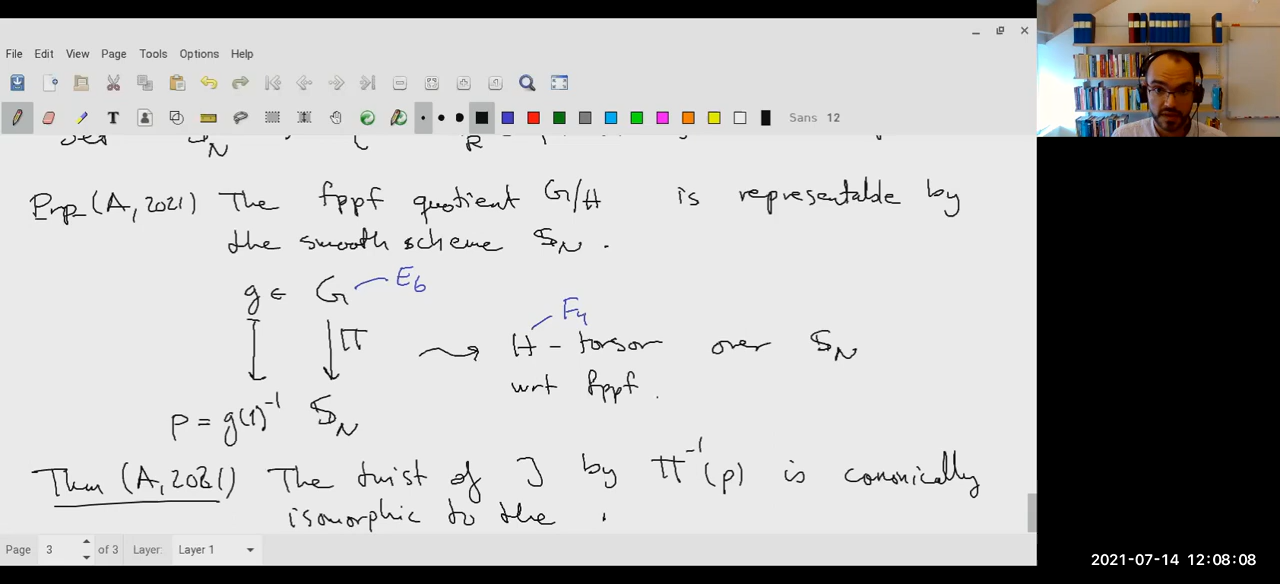 File Edit View Page Tools Options Help
Sans 12
Prop (A, 2021) The fppf quotient G/H is representable by
the smooth scheme S_N .
g ∈ G E6
F4
Π H - torsor over S_N
wrt fppf .
p = g(1)^{-1} S_N
Thm (A, 2021) The twist of J by Π^{-1}(p) is canonically
isomorphic to the
Page 3 of 3 Layer: Layer 1
2021-07-14 12:08:08